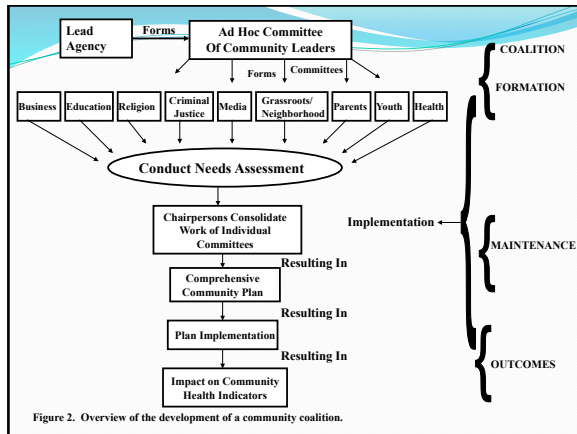 Lead
Agency
Forms
Ad Hoc Committee
Of Community Leaders
Forms
Committees
COALITION
FORMATION
Business
Education
Religion
Criminal
Justice
Media
Grassroots/
Neighborhood
Parents
Youth
Health
Conduct Needs Assessment
Chairpersons Consolidate
Work of Individual
Committees
Implementation
MAINTENANCE
Resulting In
Comprehensive
Community Plan
Resulting In
Plan Implementation
Resulting In
OUTCOMES
Impact on Community
Health Indicators
Figure 2. Overview of the development of a community coalition.